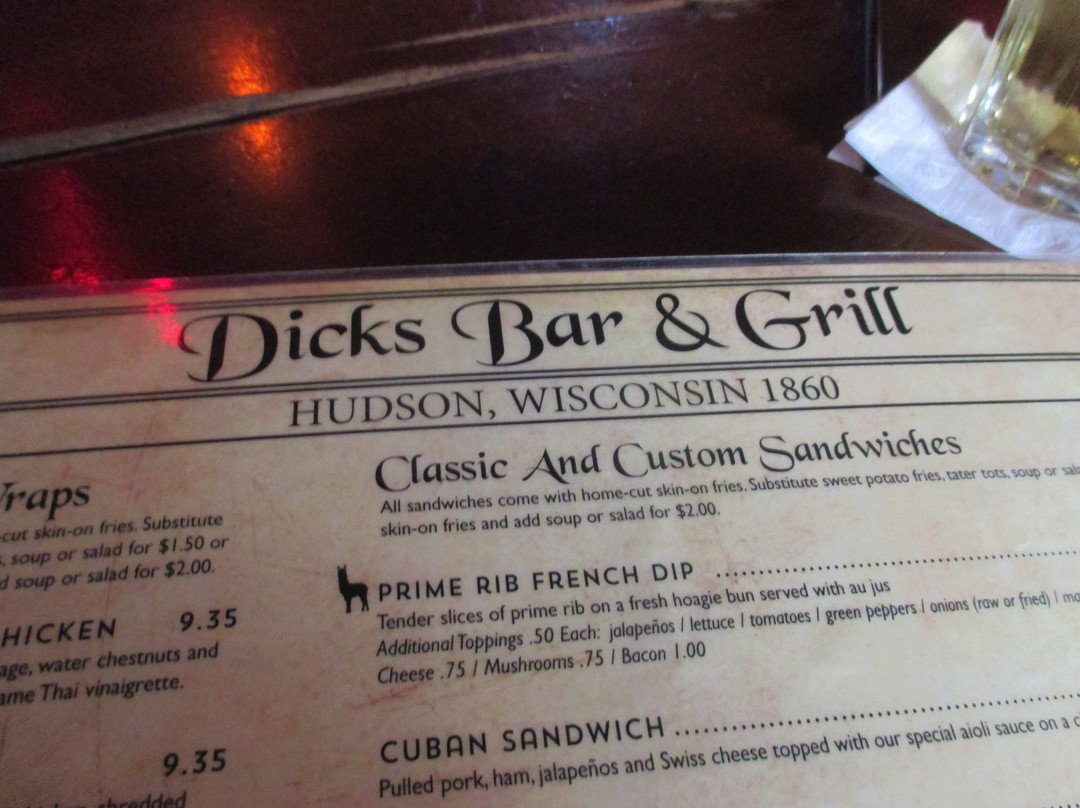 Dicks Bar & Grill
HUDSON, WISCONSIN 1860
Wraps
-cut skin-on fries. Substitute
, soup or salad for $1.50 or
soup or salad for $2.00.
HICKEN 9.35
age, water chestnuts and
ame Thai vinaigrette.
9.35
shredded
Classic And Custom Sandwiches
All sandwiches come with home-cut skin-on fries. Substitute sweet potato fries, tater tots, soup or
skin-on fries and add soup or salad for $2.00.
PRIME RIB FRENCH DIP
Tender slices of prime rib on a fresh hoagie bun served with au jus
Additional Toppings .50 Each: jalapeños / lettuce / tomatoes / green peppers / onions (raw or fried) /
Cheese .75 / Mushrooms .75 / Bacon 1.00
CUBAN SANDWICH
Pulled pork, ham, jalapeños and Swiss cheese topped with our special aioli sauce on a